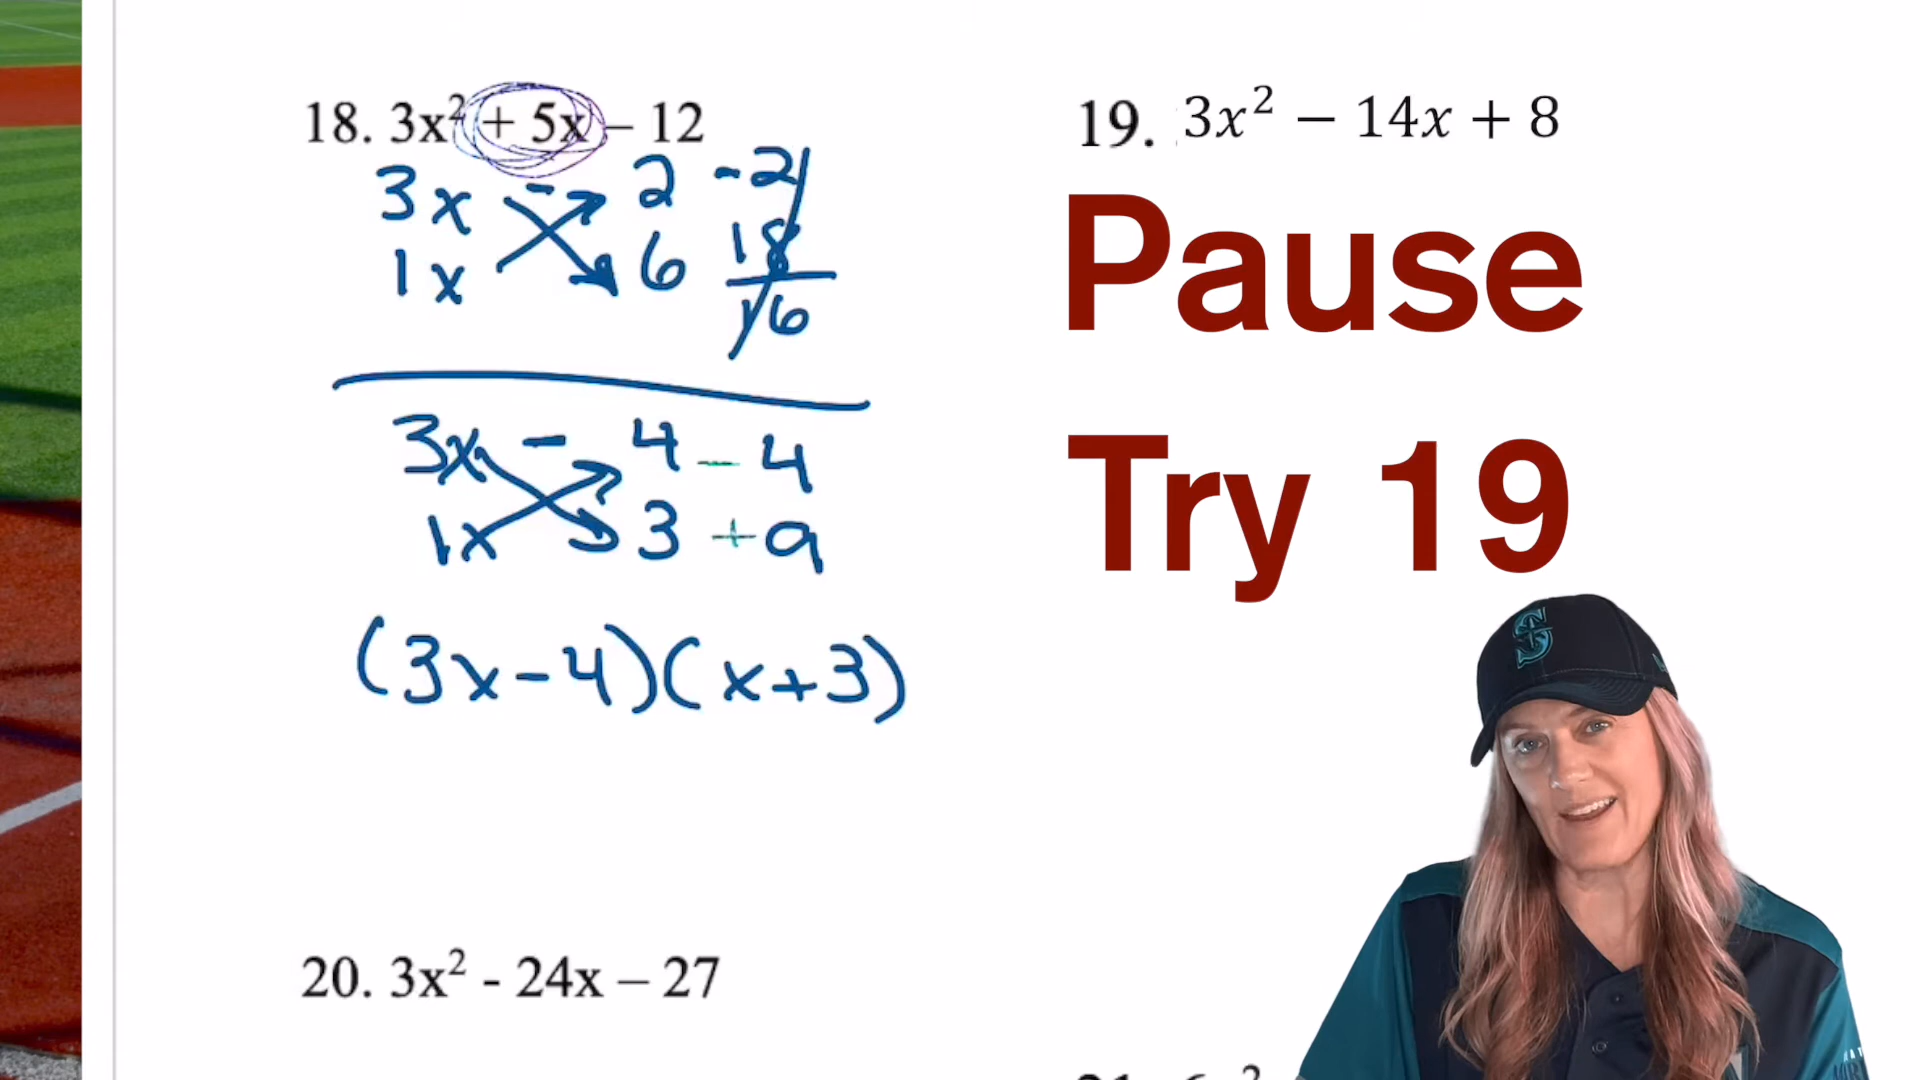 18. 3x² + 5x – 12
3x - 2 -2
1x 6 18
16
3x - 4 - 4
1x 3 + 9
(3x-4)(x+3)
20. 3x² - 24x – 27
19. 3x² − 14x + 8
Pause
Try 19
S